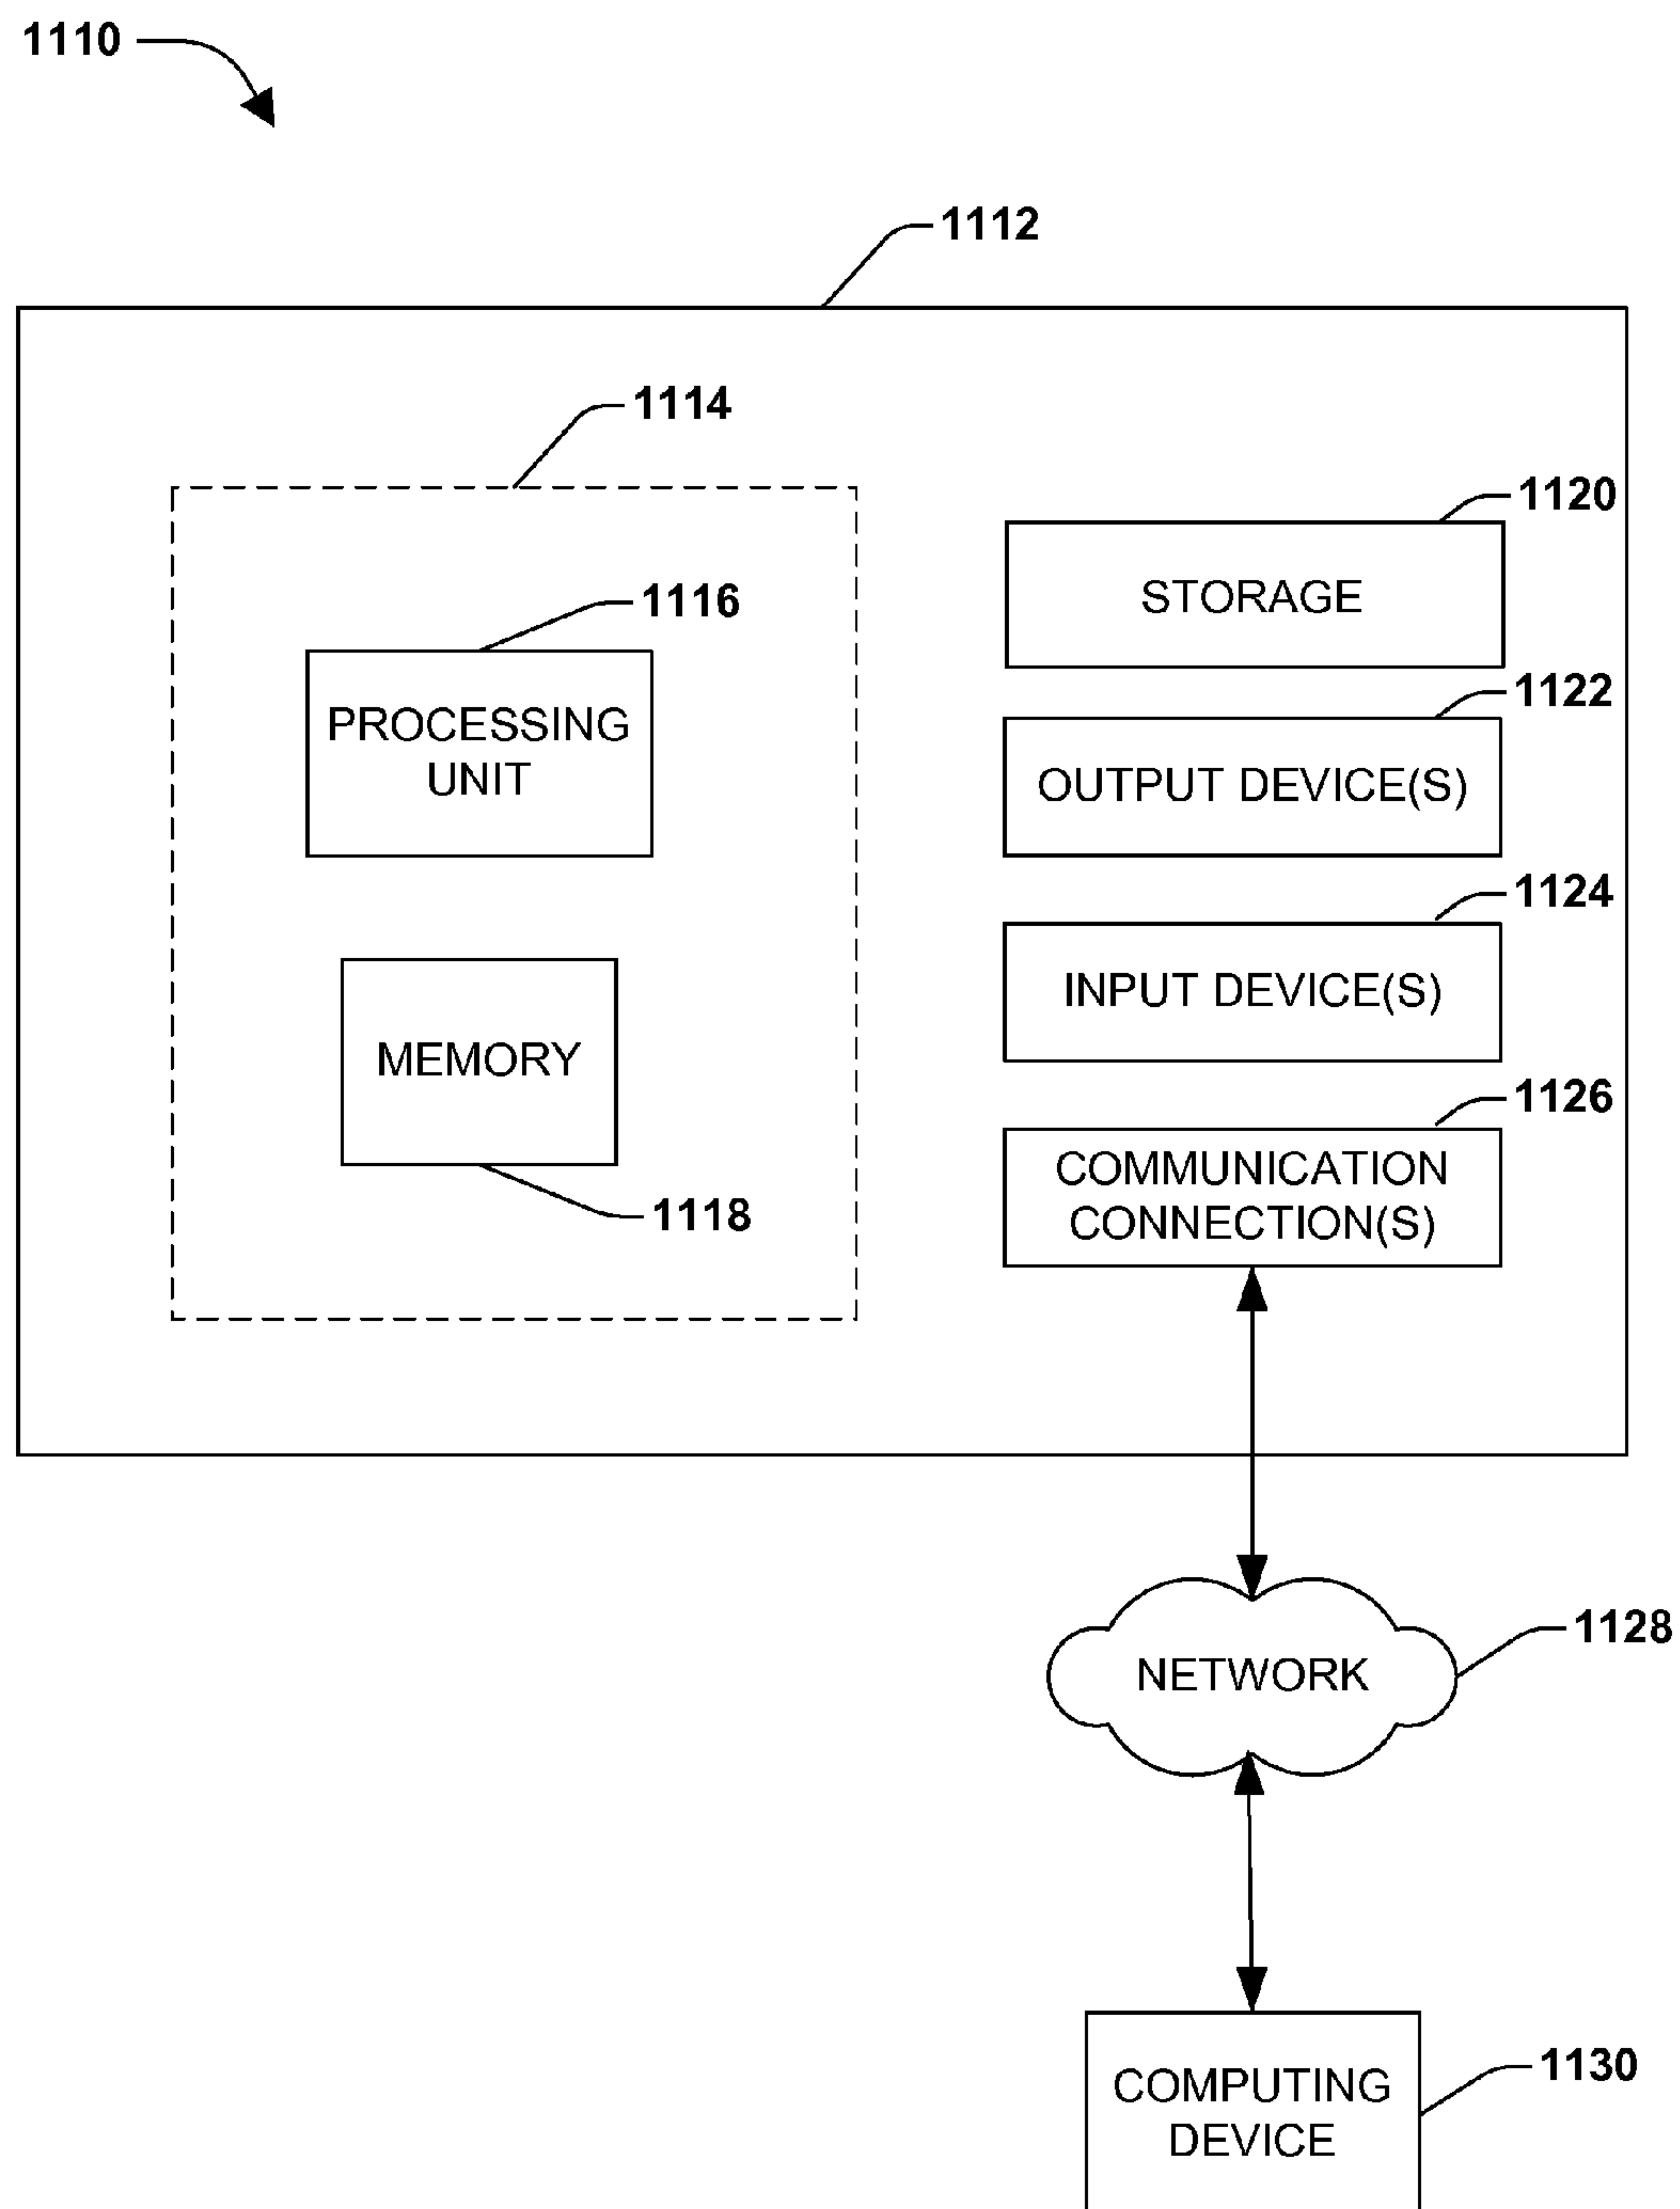 1110
1112
1114
1120
STORAGE
1116
PROCESSING
UNIT
1122
OUTPUT DEVICE(S)
1124
INPUT DEVICE(S)
MEMORY
1118
1126
COMMUNICATION
CONNECTION(S)
1128
NETWORK
1130
COMPUTING
DEVICE